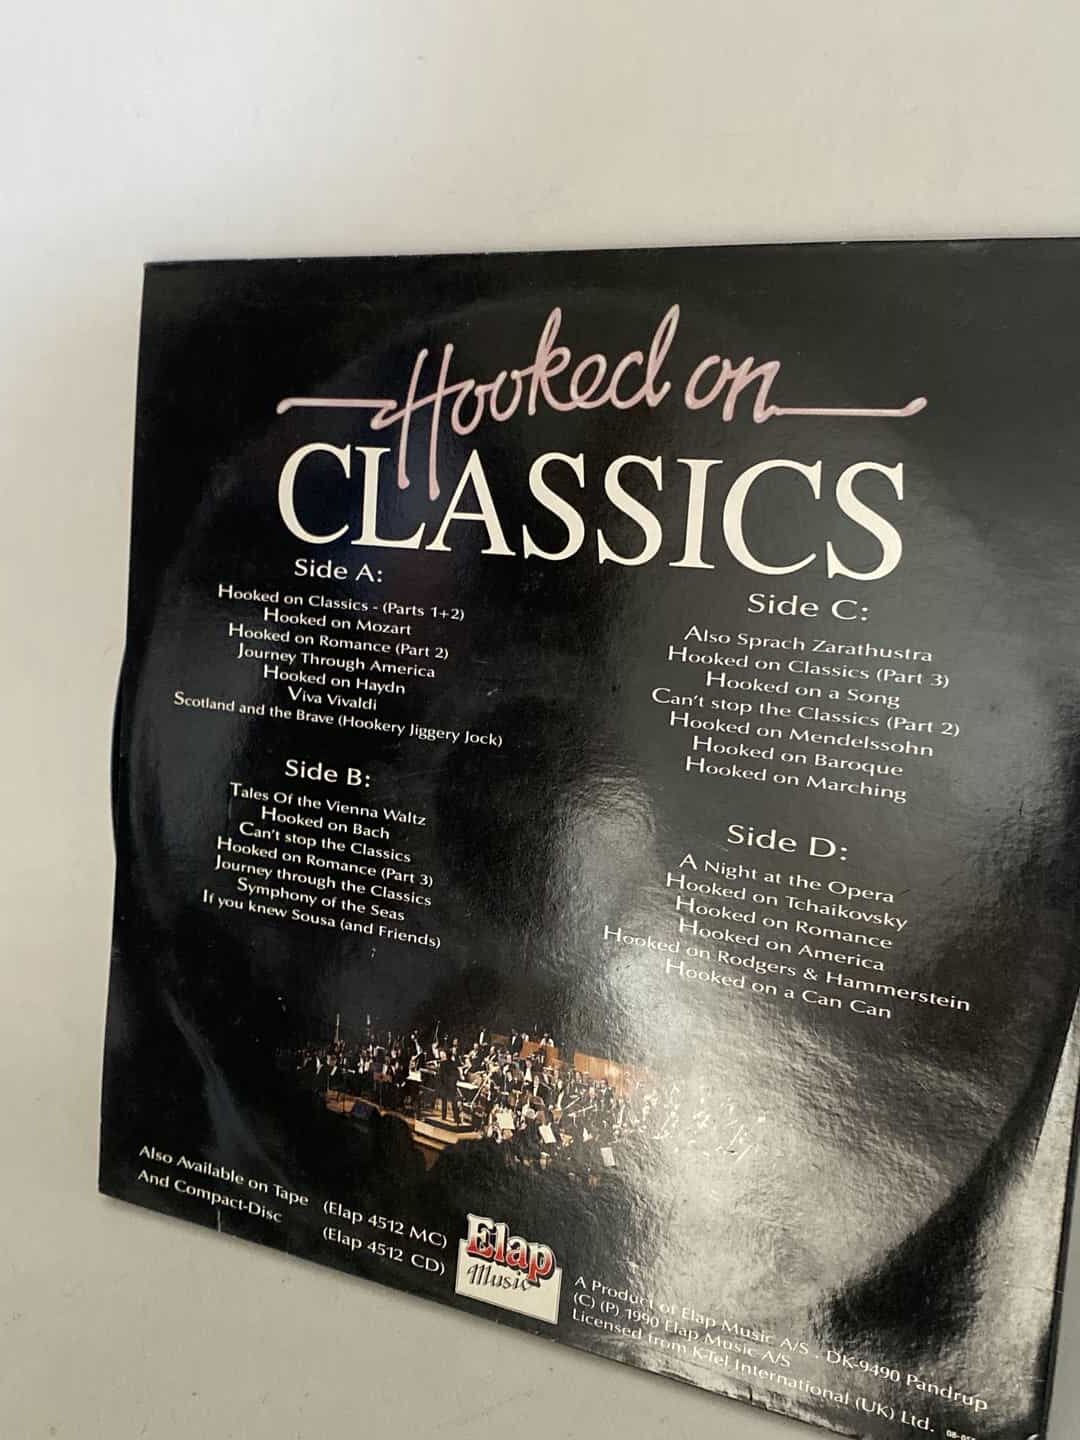 Hooked on
CLASSICS
Side A:
Hooked on Classics - (Parts 1+2)
Hooked on Mozart
Hooked on Romance (Part 2)
Journey Through America
Hooked on Haydn
Viva Vivaldi
Scotland and the Brave (Hookery Jiggery Jock)
Side B:
Tales Of the Vienna Waltz
Hooked on Bach
Can't stop the Classics
Hooked on Romance (Part 3)
Journey through the Classics
Symphony of the Seas
If you knew Sousa (and Friends)
Side C:
Also Sprach Zarathustra
Hooked on Classics (Part 3)
Hooked on a Song
Can't stop the Classics (Part 2)
Hooked on Mendelssohn
Hooked on Baroque
Hooked on Marching
Side D:
A Night at the Opera
Hooked on Tchaikovsky
Hooked on Romance
Hooked on America
Hooked on Rodgers & Hammerstein
Hooked on a Can Can
Also Available on Tape (Elap 4512 MC)
And Compact-Disc (Elap 4512 CD)
Elap
Music
A Product of Elap Music A/S · DK-9490 Pandrup
(C) (P) 1990 Elap Music A/S
Licensed from K-Tel International (UK) Ltd.